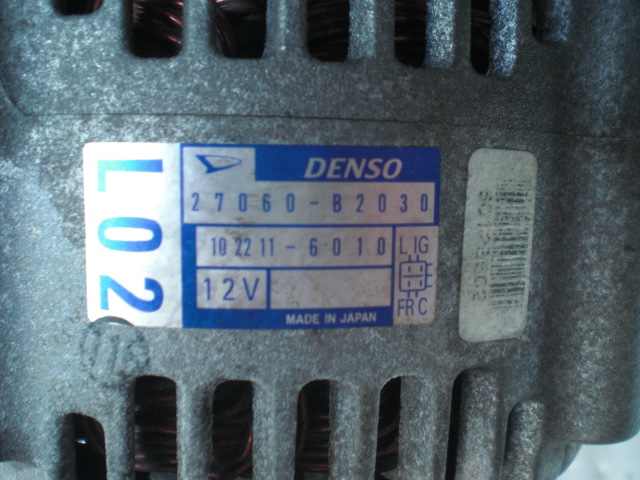 L02
DENSO
27060-B2030
102211-6010
L IG
12V
FR C
MADE IN JAPAN